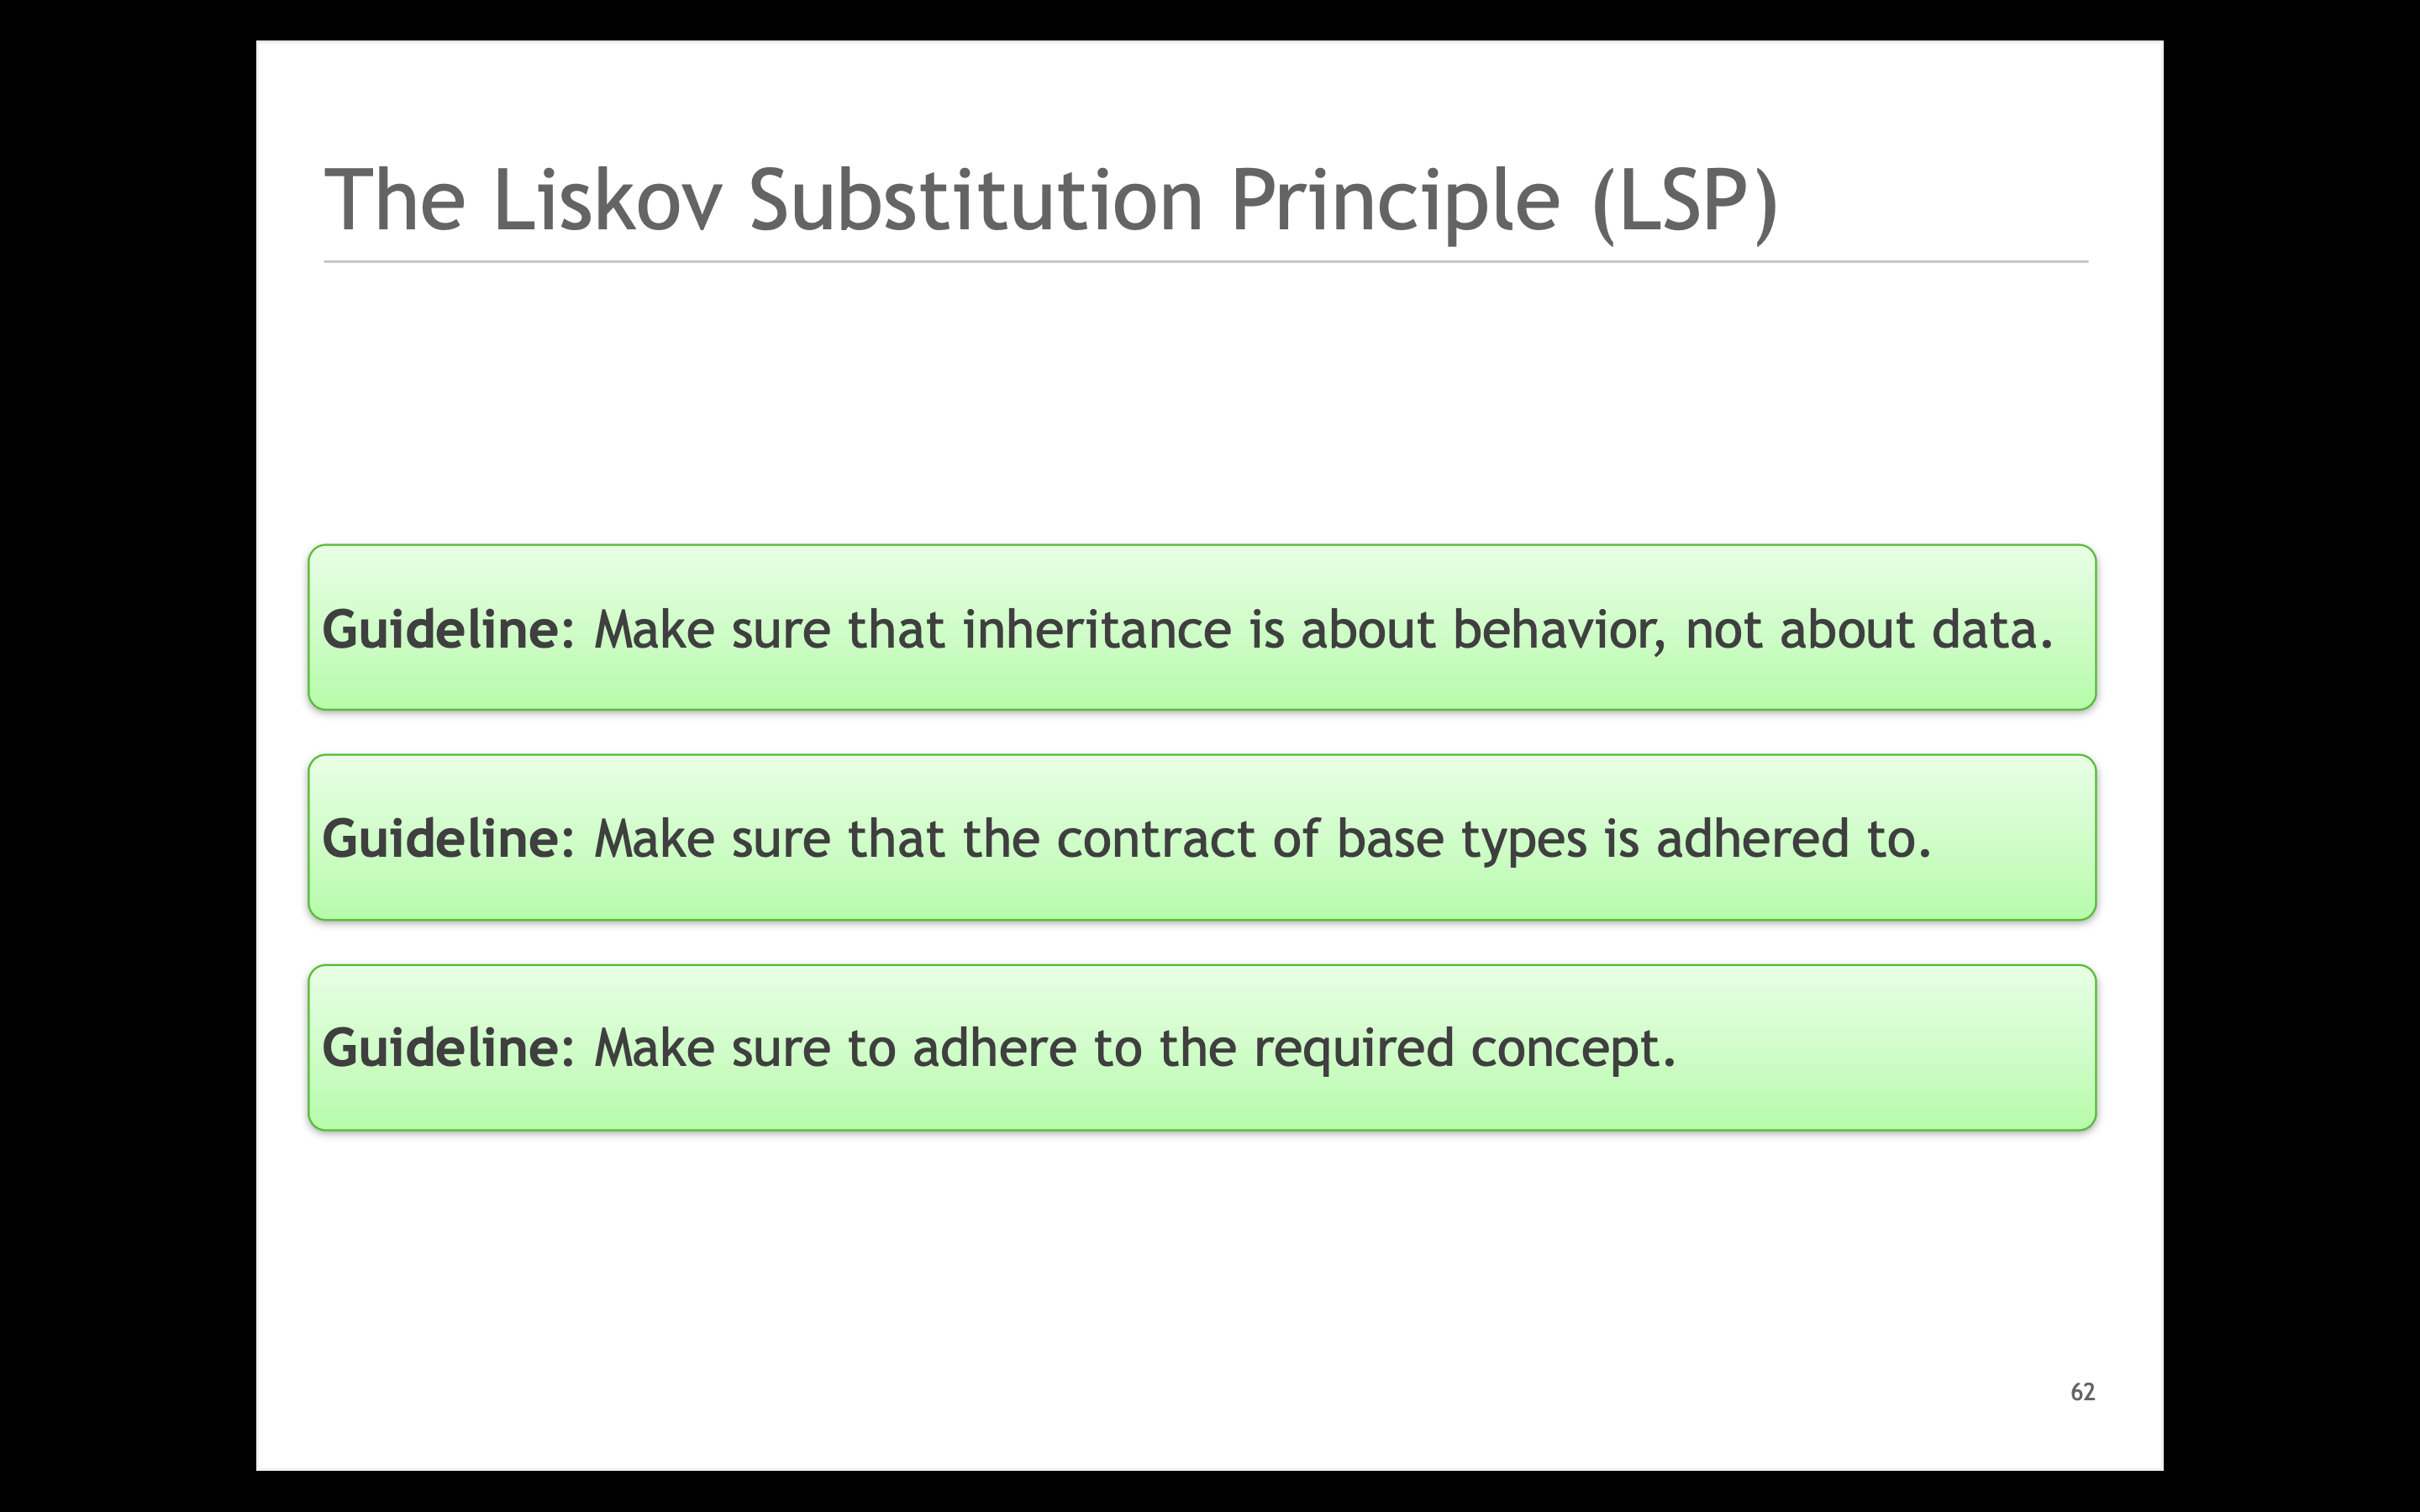 The Liskov Substitution Principle (LSP)
Guideline: Make sure that inheritance is about behavior, not about data.
Guideline: Make sure that the contract of base types is adhered to.
Guideline: Make sure to adhere to the required concept.
62